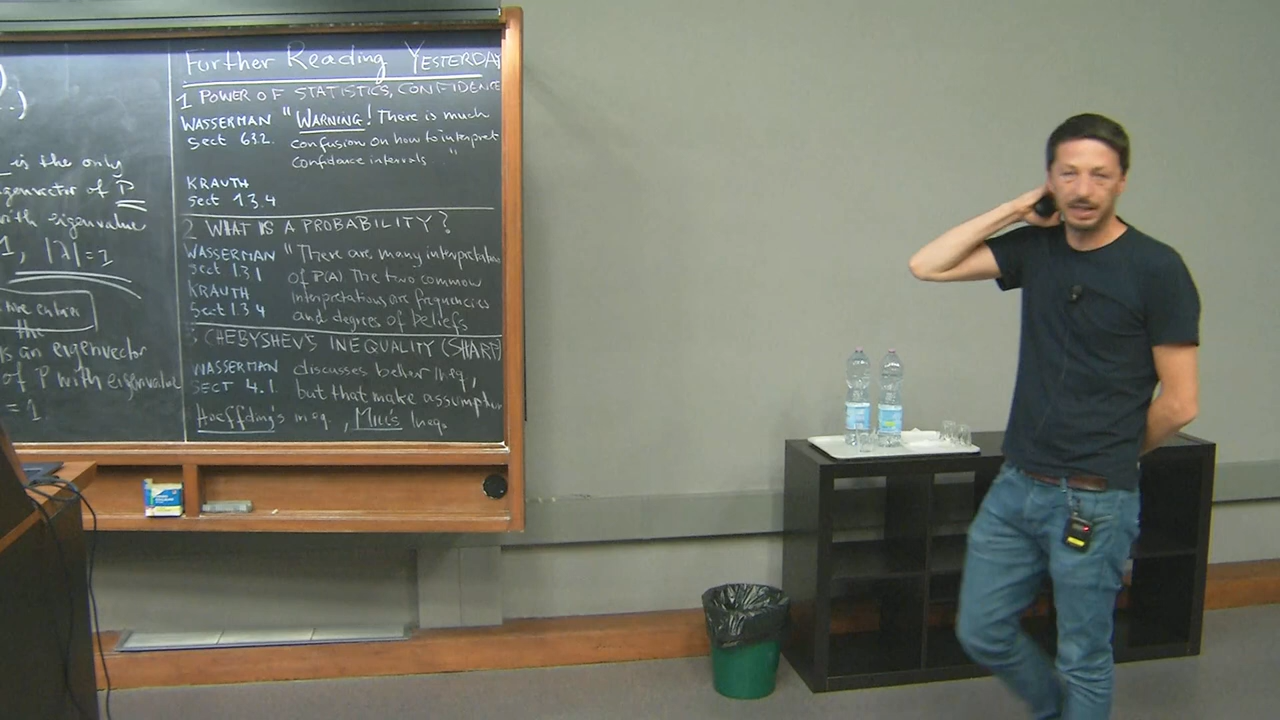 )
..)
is the only
eigenvector of P
with eigenvalue
1, |λ|=1
the
is an eigenvector
of P with eigenvalue
= 1.
Further Reading YESTERDAY
1 POWER OF STATISTICS, CONFIDENCE
WASSERMAN "WARNING! There is much
Sect 6.3.2. confusion on how to interpret
confidence intervals..."
KRAUTH
Sect 1.3.4
2 WHAT IS A PROBABILITY?
WASSERMAN "There are many interpretations
Sect 1.3.1 of P(A) The two common
KRAUTH interpretations are frequencies
Sect 1.3.4 and degrees of beliefs
3 CHEBYSHEV'S INEQUALITY (SHARP)
WASSERMAN discusses better ineq,
SECT 4.1. but that make assumption
Hoeffding's ineq., Mill's Ineq.